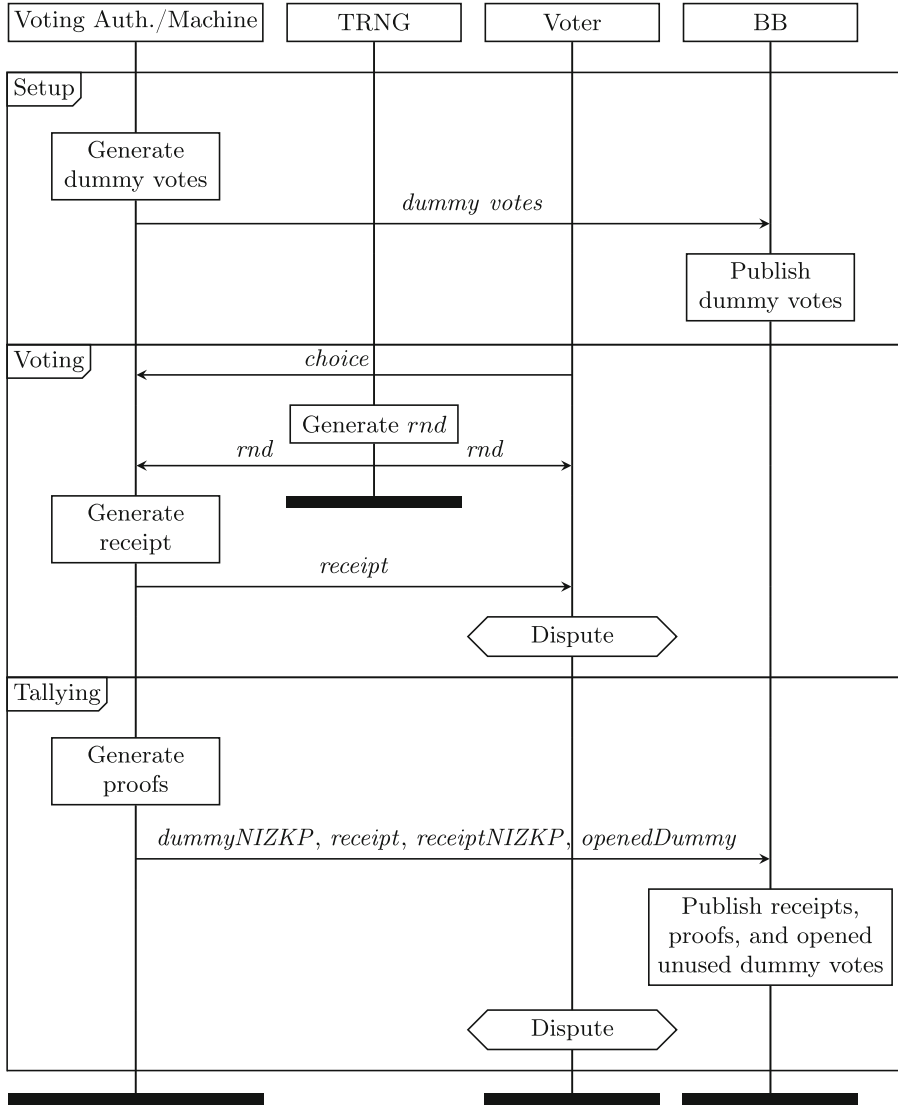 Voting Auth./Machine
TRNG
Voter
BB
Setup
Generate
dummy votes
dummy votes
Publish
dummy votes
Voting
choice
Generate rnd
rnd
rnd
Generate
receipt
receipt
Dispute
Tallying
Generate
proofs
dummyNIZKP, receipt, receiptNIZKP, openedDummy
Publish receipts,
proofs, and opened
unused dummy votes
Dispute